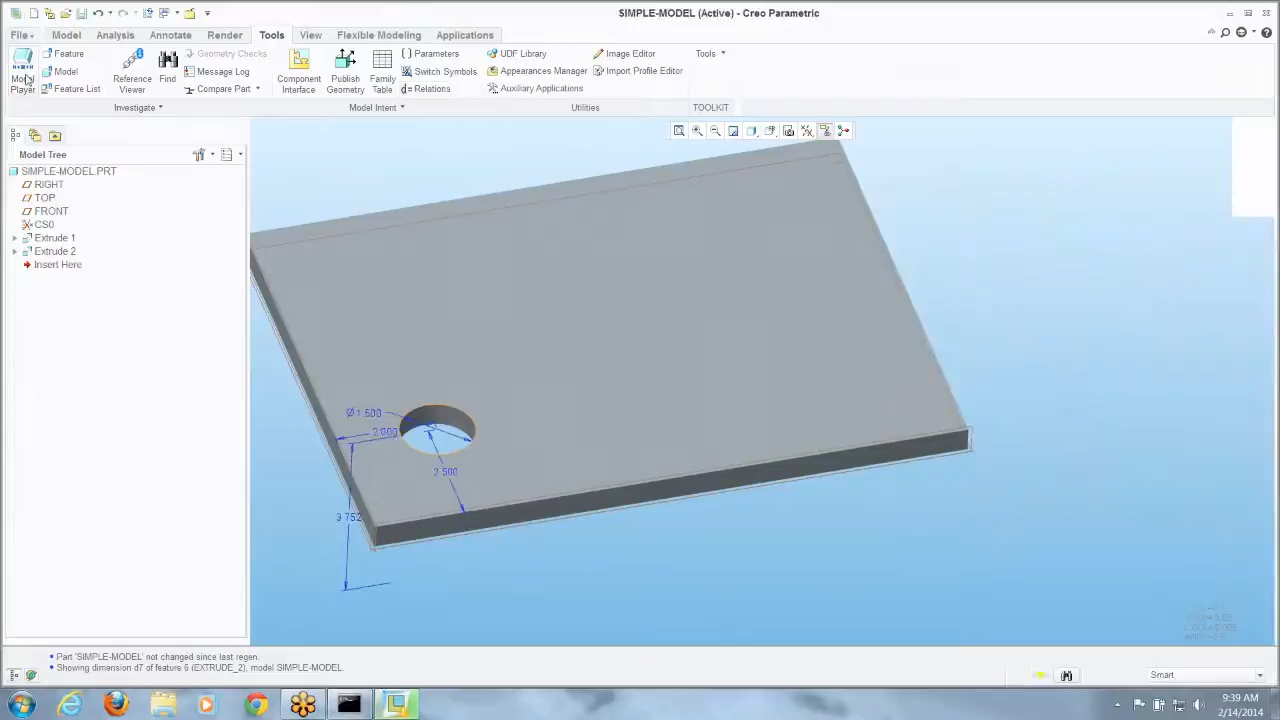 SIMPLE-MODEL (Active) - Creo Parametric
File Model Analysis Annotate Render Tools View Flexible Modeling Applications
Model Player
Feature
Model
Feature List
Reference Viewer
Find
Geometry Checks
Message Log
Compare Part
Component Interface
Publish Geometry
Family Table
Parameters
Switch Symbols
d= Relations
UDF Library
Appearances Manager
Auxiliary Applications
Image Editor
Import Profile Editor
Tools
Investigate Model Intent Utilities TOOLKIT
Model Tree
SIMPLE-MODEL.PRT
RIGHT
TOP
FRONT
CS0
Extrude 1
Extrude 2
Insert Here
Ø1.500
2.000
2.500
3.752
Part 'SIMPLE-MODEL' not changed since last regen.
Showing dimension d7 of feature 6 (EXTRUDE_2), model SIMPLE-MODEL.
Smart
9:39 AM
2/14/2014